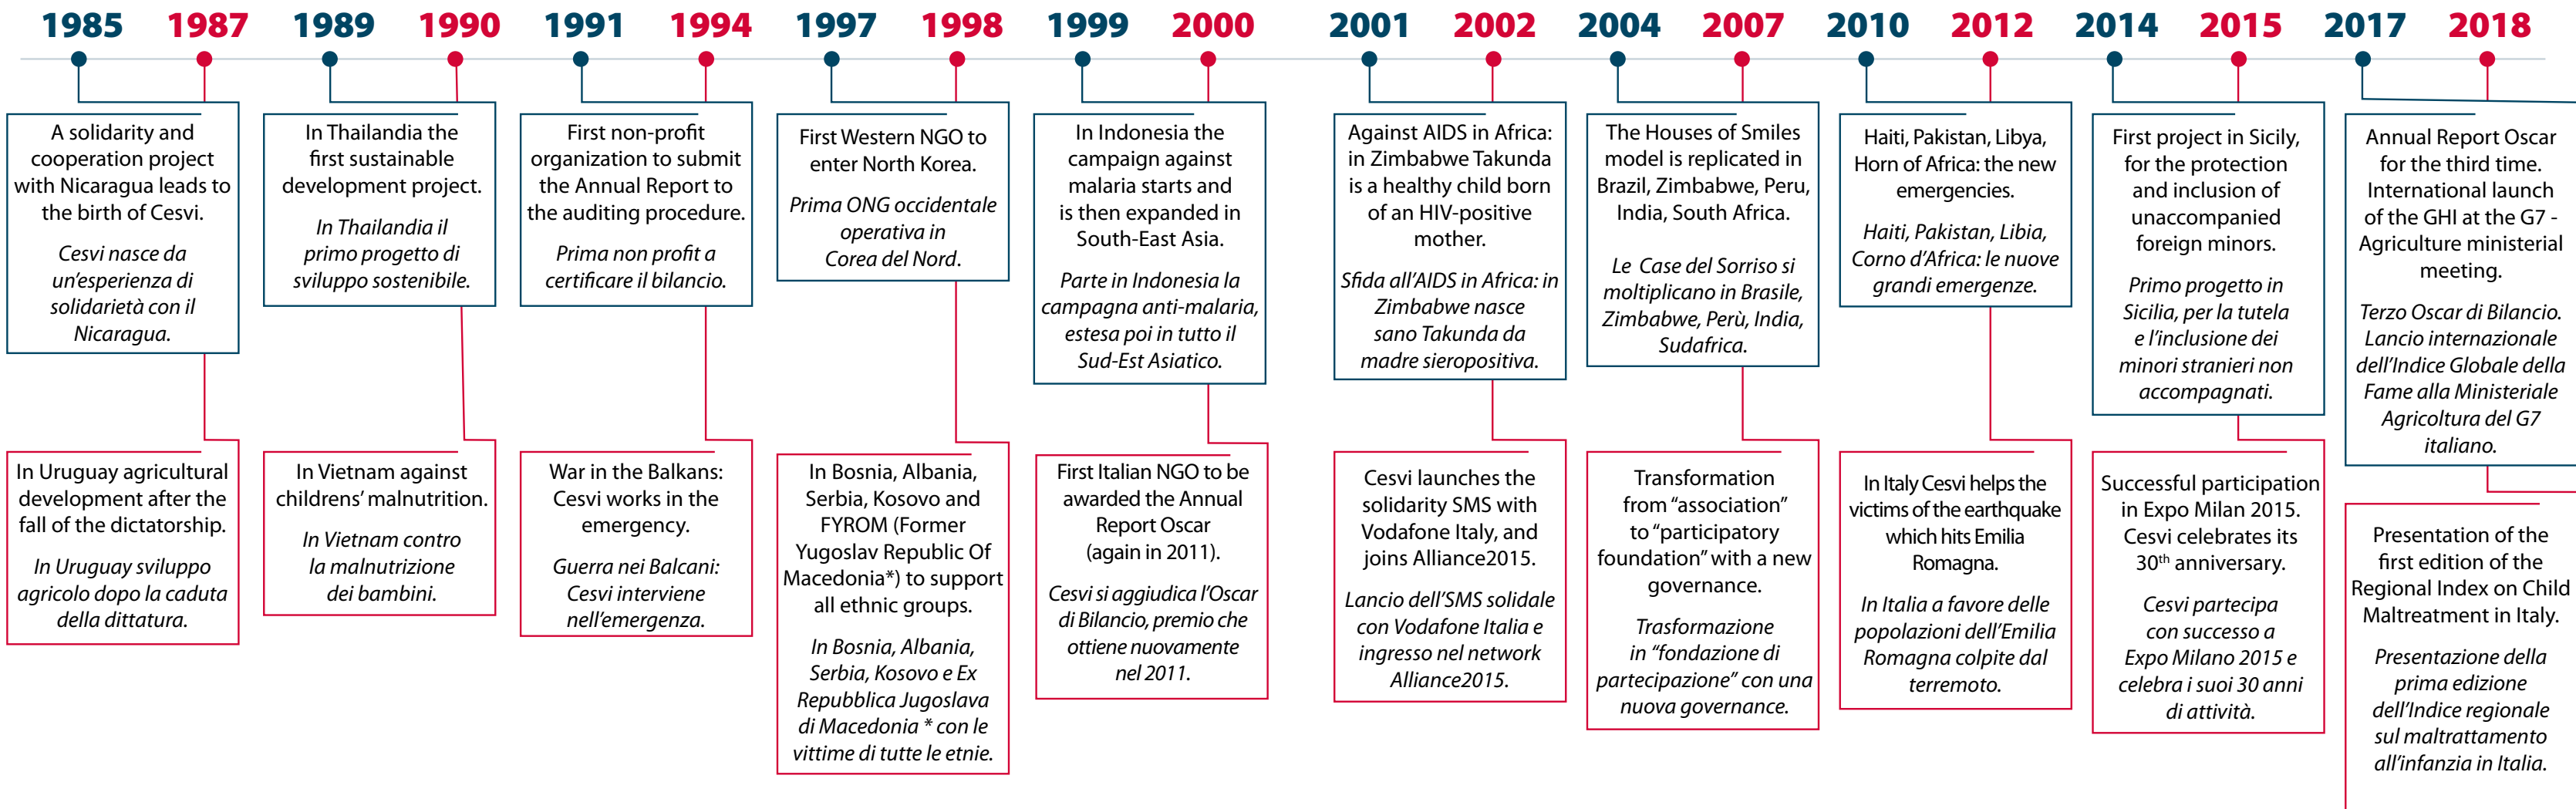 1985
1987
1989
1990
1991
1994
1997
1998
1999
2000
2001
2002
2004
2007
2010
2012
2014
2015
2017
2018
A solidarity and
cooperation project
with Nicaragua leads to
the birth of Cesvi.
Cesvi nasce da
un'esperienza di
solidarietà con il
Nicaragua.
In Uruguay agricultural
development after the
fall of the dictatorship.
In Uruguay sviluppo
agricolo dopo la caduta
della dittatura.
In Thailandia the
first sustainable
development project.
In Thailandia il
primo progetto di
sviluppo sostenibile.
In Vietnam against
childrens' malnutrition.
In Vietnam contro
la malnutrizione
dei bambini.
First non-profit
organization to submit
the Annual Report to
the auditing procedure.
Prima non profit a
certificare il bilancio.
War in the Balkans:
Cesvi works in the
emergency.
Guerra nei Balcani:
Cesvi interviene
nell'emergenza.
First Western NGO to
enter North Korea.
Prima ONG occidentale
operativa in
Corea del Nord.
In Bosnia, Albania,
Serbia, Kosovo and
FYROM (Former
Yugoslav Republic Of
Macedonia*) to support
all ethnic groups.
In Bosnia, Albania,
Serbia, Kosovo e Ex
Repubblica Jugoslava
di Macedonia * con le
vittime di tutte le etnie.
In Indonesia the
campaign against
malaria starts and
is then expanded in
South-East Asia.
Parte in Indonesia la
campagna anti-malaria,
estesa poi in tutto il
Sud-Est Asiatico.
First Italian NGO to be
awarded the Annual
Report Oscar
(again in 2011).
Cesvi si aggiudica l'Oscar
di Bilancio, premio che
ottiene nuovamente
nel 2011.
Against AIDS in Africa:
in Zimbabwe Takunda
is a healthy child born
of an HIV-positive
mother.
Sfida all'AIDS in Africa: in
Zimbabwe nasce
sano Takunda da
madre sieropositiva.
Cesvi launches the
solidarity SMS with
Vodafone Italy, and
joins Alliance2015.
Lancio dell'SMS solidale
con Vodafone Italia e
ingresso nel network
Alliance2015.
The Houses of Smiles
model is replicated in
Brazil, Zimbabwe, Peru,
India, South Africa.
Le Case del Sorriso si
moltiplicano in Brasile,
Zimbabwe, Perù, India,
Sudafrica.
Transformation
from “association”
to “participatory
foundation” with a new
governance.
Trasformazione
in “fondazione di
partecipazione” con una
nuova governance.
Haiti, Pakistan, Libya,
Horn of Africa: the new
emergencies.
Haiti, Pakistan, Libia,
Corno d'Africa: le nuove
grandi emergenze.
In Italy Cesvi helps the
victims of the earthquake
which hits Emilia
Romagna.
In Italia a favore delle
popolazioni dell'Emilia
Romagna colpite dal
terremoto.
First project in Sicily,
for the protection
and inclusion of
unaccompanied
foreign minors.
Primo progetto in
Sicilia, per la tutela
e l'inclusione dei
minori stranieri non
accompagnati.
Successful participation
in Expo Milan 2015.
Cesvi celebrates its
30th anniversary.
Cesvi partecipa
con successo a
Expo Milano 2015 e
celebra i suoi 30 anni
di attività.
Annual Report Oscar
for the third time.
International launch
of the GHI at the G7 -
Agriculture ministerial
meeting.
Terzo Oscar di Bilancio.
Lancio internazionale
dell'Indice Globale della
Fame alla Ministeriale
Agricoltura del G7
italiano.
Presentation of the
first edition of the
Regional Index on Child
Maltreatment in Italy.
Presentazione della
prima edizione
dell'Indice regionale
sul maltrattamento
all'infanzia in Italia.